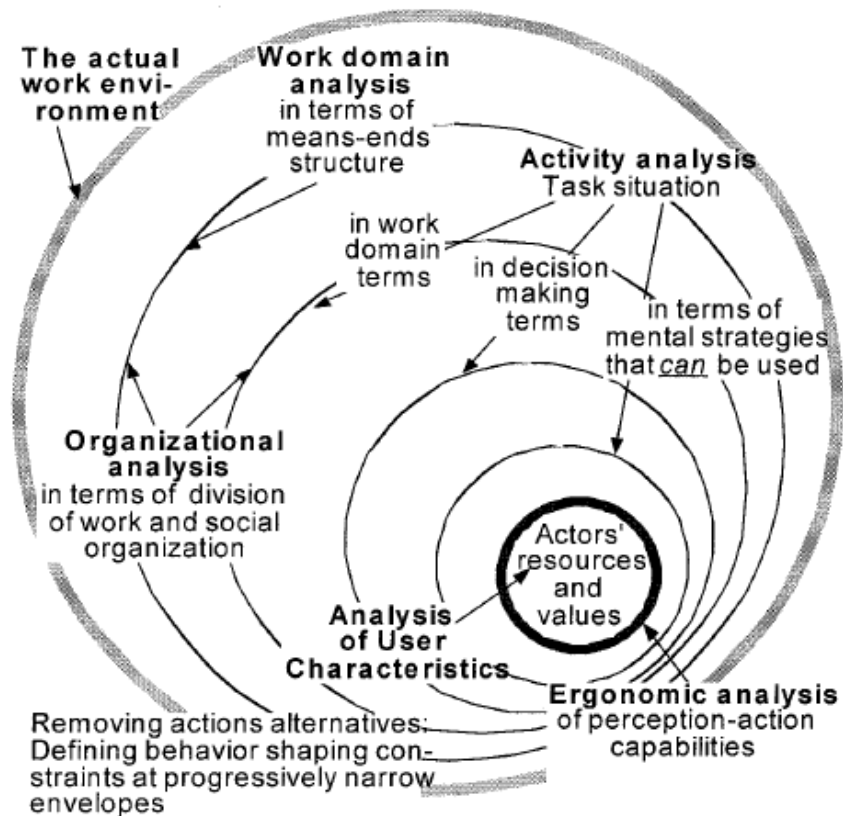 The actual
work envi-
ronment
Work domain
analysis
in terms of
means-ends
structure
Activity analysis
Task situation
in work
domain
terms
in decision
making
terms
in terms of
mental strategies
that can be used
Organizational
analysis
in terms of division
of work and social
organization
Actors'
resources
and
values
Analysis
of User
Characteristics
Ergonomic analysis
of perception-action
capabilities
Removing actions alternatives:
Defining behavior shaping con-
straints at progressively narrow
envelopes